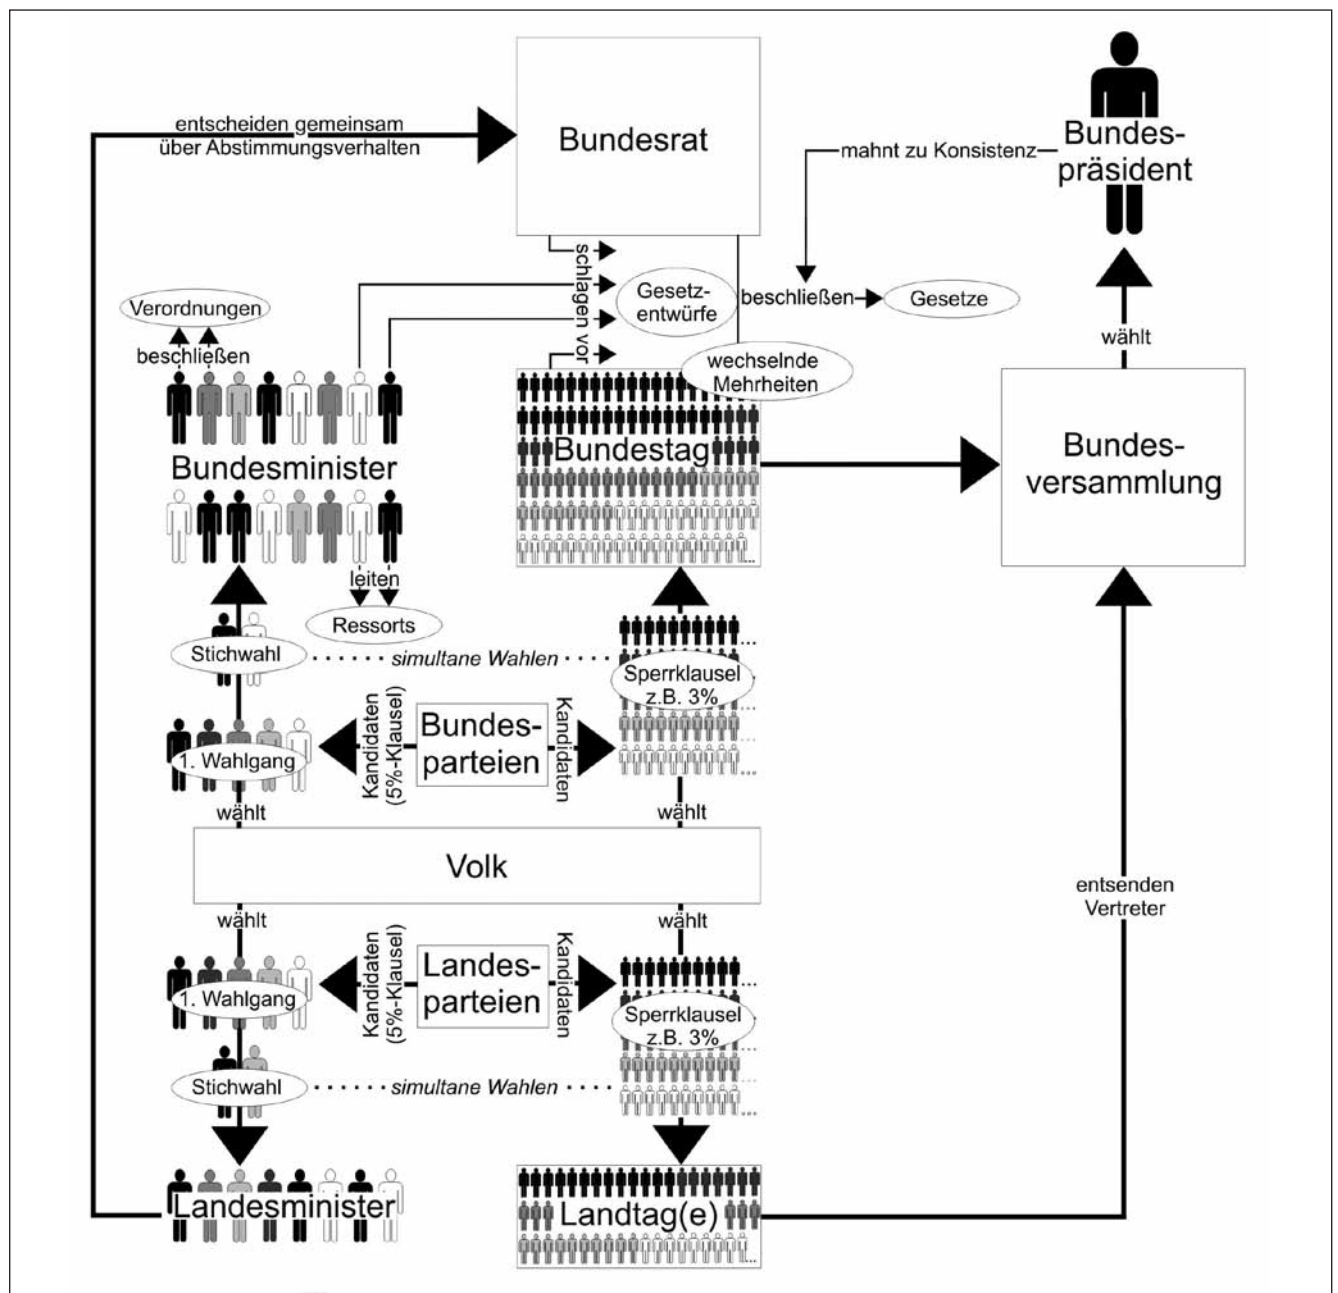 Bundesrat
Bundes-
präsident
entscheiden gemeinsam
über Abstimmungsverhalten
mahnt zu Konsistenz
schlagen vor
Gesetz-
entwürfe
beschließen
Gesetze
Verordnungen
beschließen
wechselnde
Mehrheiten
wählt
Bundesminister
Bundestag
...
Bundes-
versammlung
leiten
Ressorts
Stichwahl
simultane Wahlen
Sperrklausel
z.B. 3%
...
...
...
...
1. Wahlgang
Kandidaten
(5%-Klausel)
Bundes-
parteien
Kandidaten
wählt
wählt
Volk
entsenden
Vertreter
wählt
wählt
1. Wahlgang
Kandidaten
(5%-Klausel)
Landes-
parteien
Kandidaten
Sperrklausel
z.B. 3%
...
...
...
...
Stichwahl
simultane Wahlen
Landesminister
Landtag(e)
...